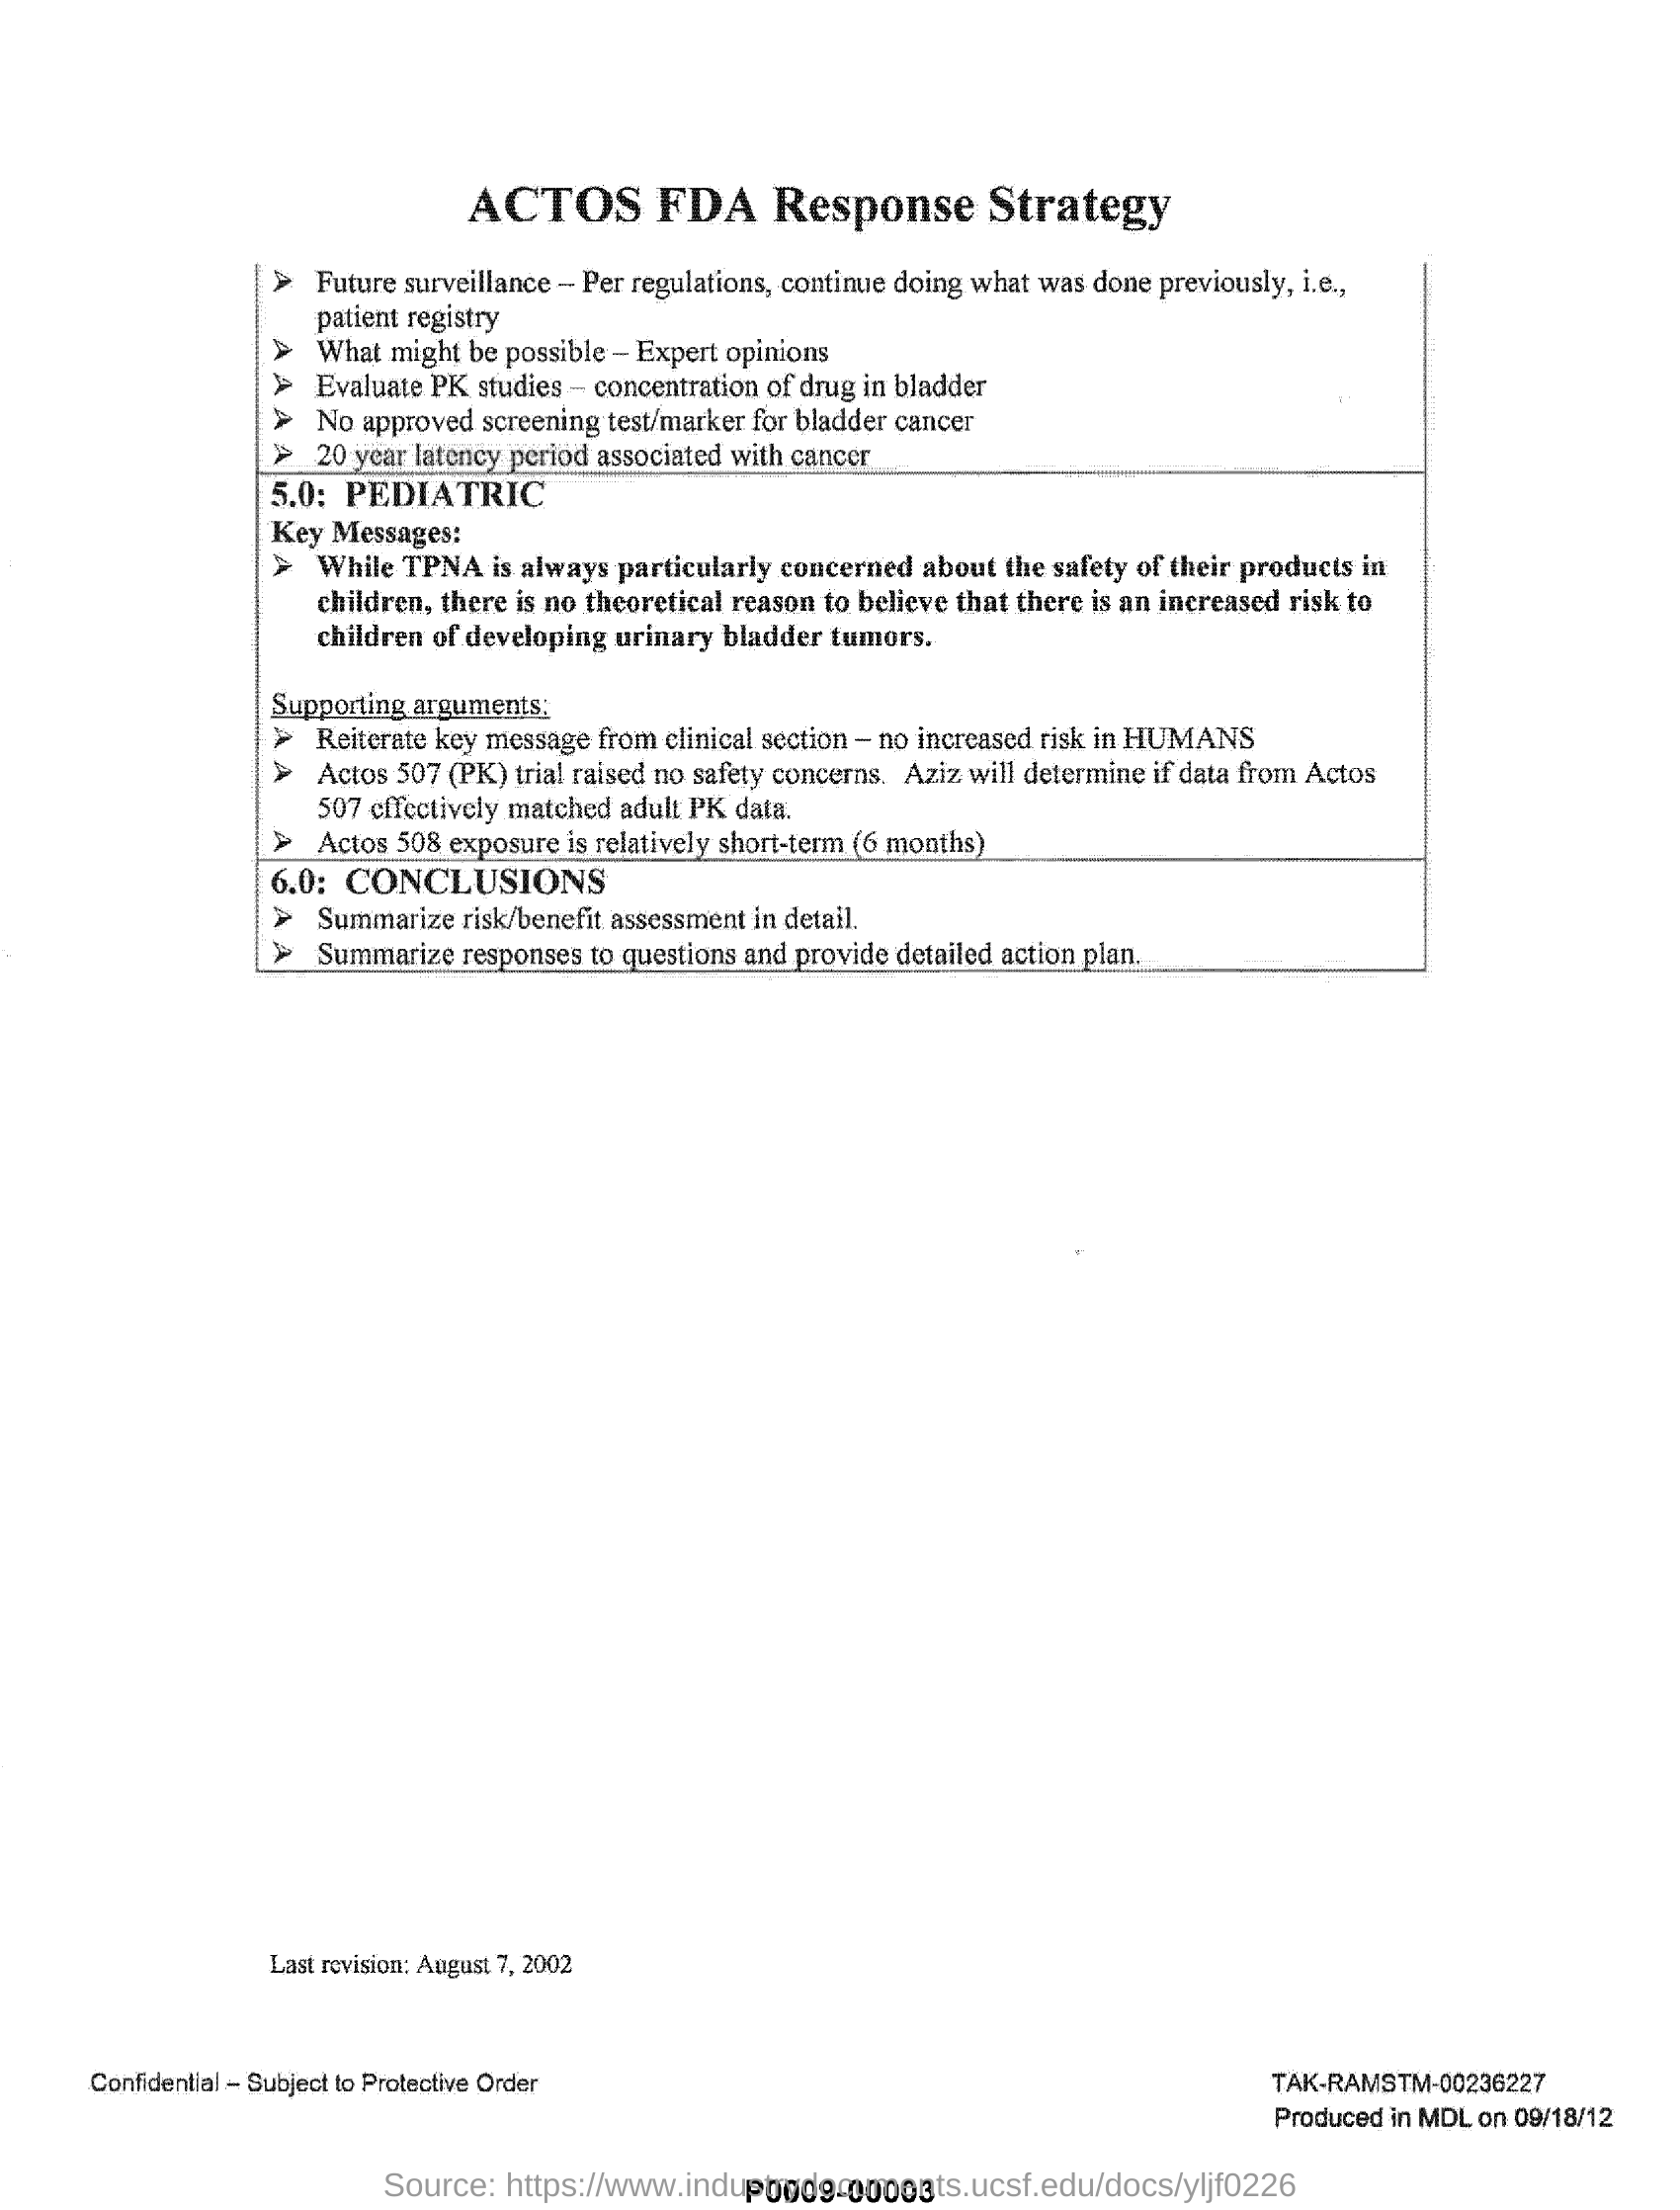 ACTOS FDA Response Strategy
➢ Future surveillance – Per regulations, continue doing what was done previously, i.e.,
patient registry
➢ What might be possible – Expert opinions
➢ Evaluate PK studies – concentration of drug in bladder
➢ No approved screening test/marker for bladder cancer
➢ 20 year latency period associated with cancer
5.0: PEDIATRIC
Key Messages:
➢ While TPNA is always particularly concerned about the safety of their products in
children, there is no theoretical reason to believe that there is an increased risk to
children of developing urinary bladder tumors.
Supporting arguments:
➢ Reiterate key message from clinical section – no increased risk in HUMANS
➢ Actos 507 (PK) trial raised no safety concerns. Aziz will determine if data from Actos
507 effectively matched adult PK data.
➢ Actos 508 exposure is relatively short-term (6 months)
6.0: CONCLUSIONS
➢ Summarize risk/benefit assessment in detail.
➢ Summarize responses to questions and provide detailed action plan.
Last revision: August 7, 2002
Confidential – Subject to Protective Order
TAK-RAMSTM-00236227
Produced in MDL on 09/18/12
Source: https://www.industrydocuments.ucsf.edu/docs/yljf0226
P0009-00003